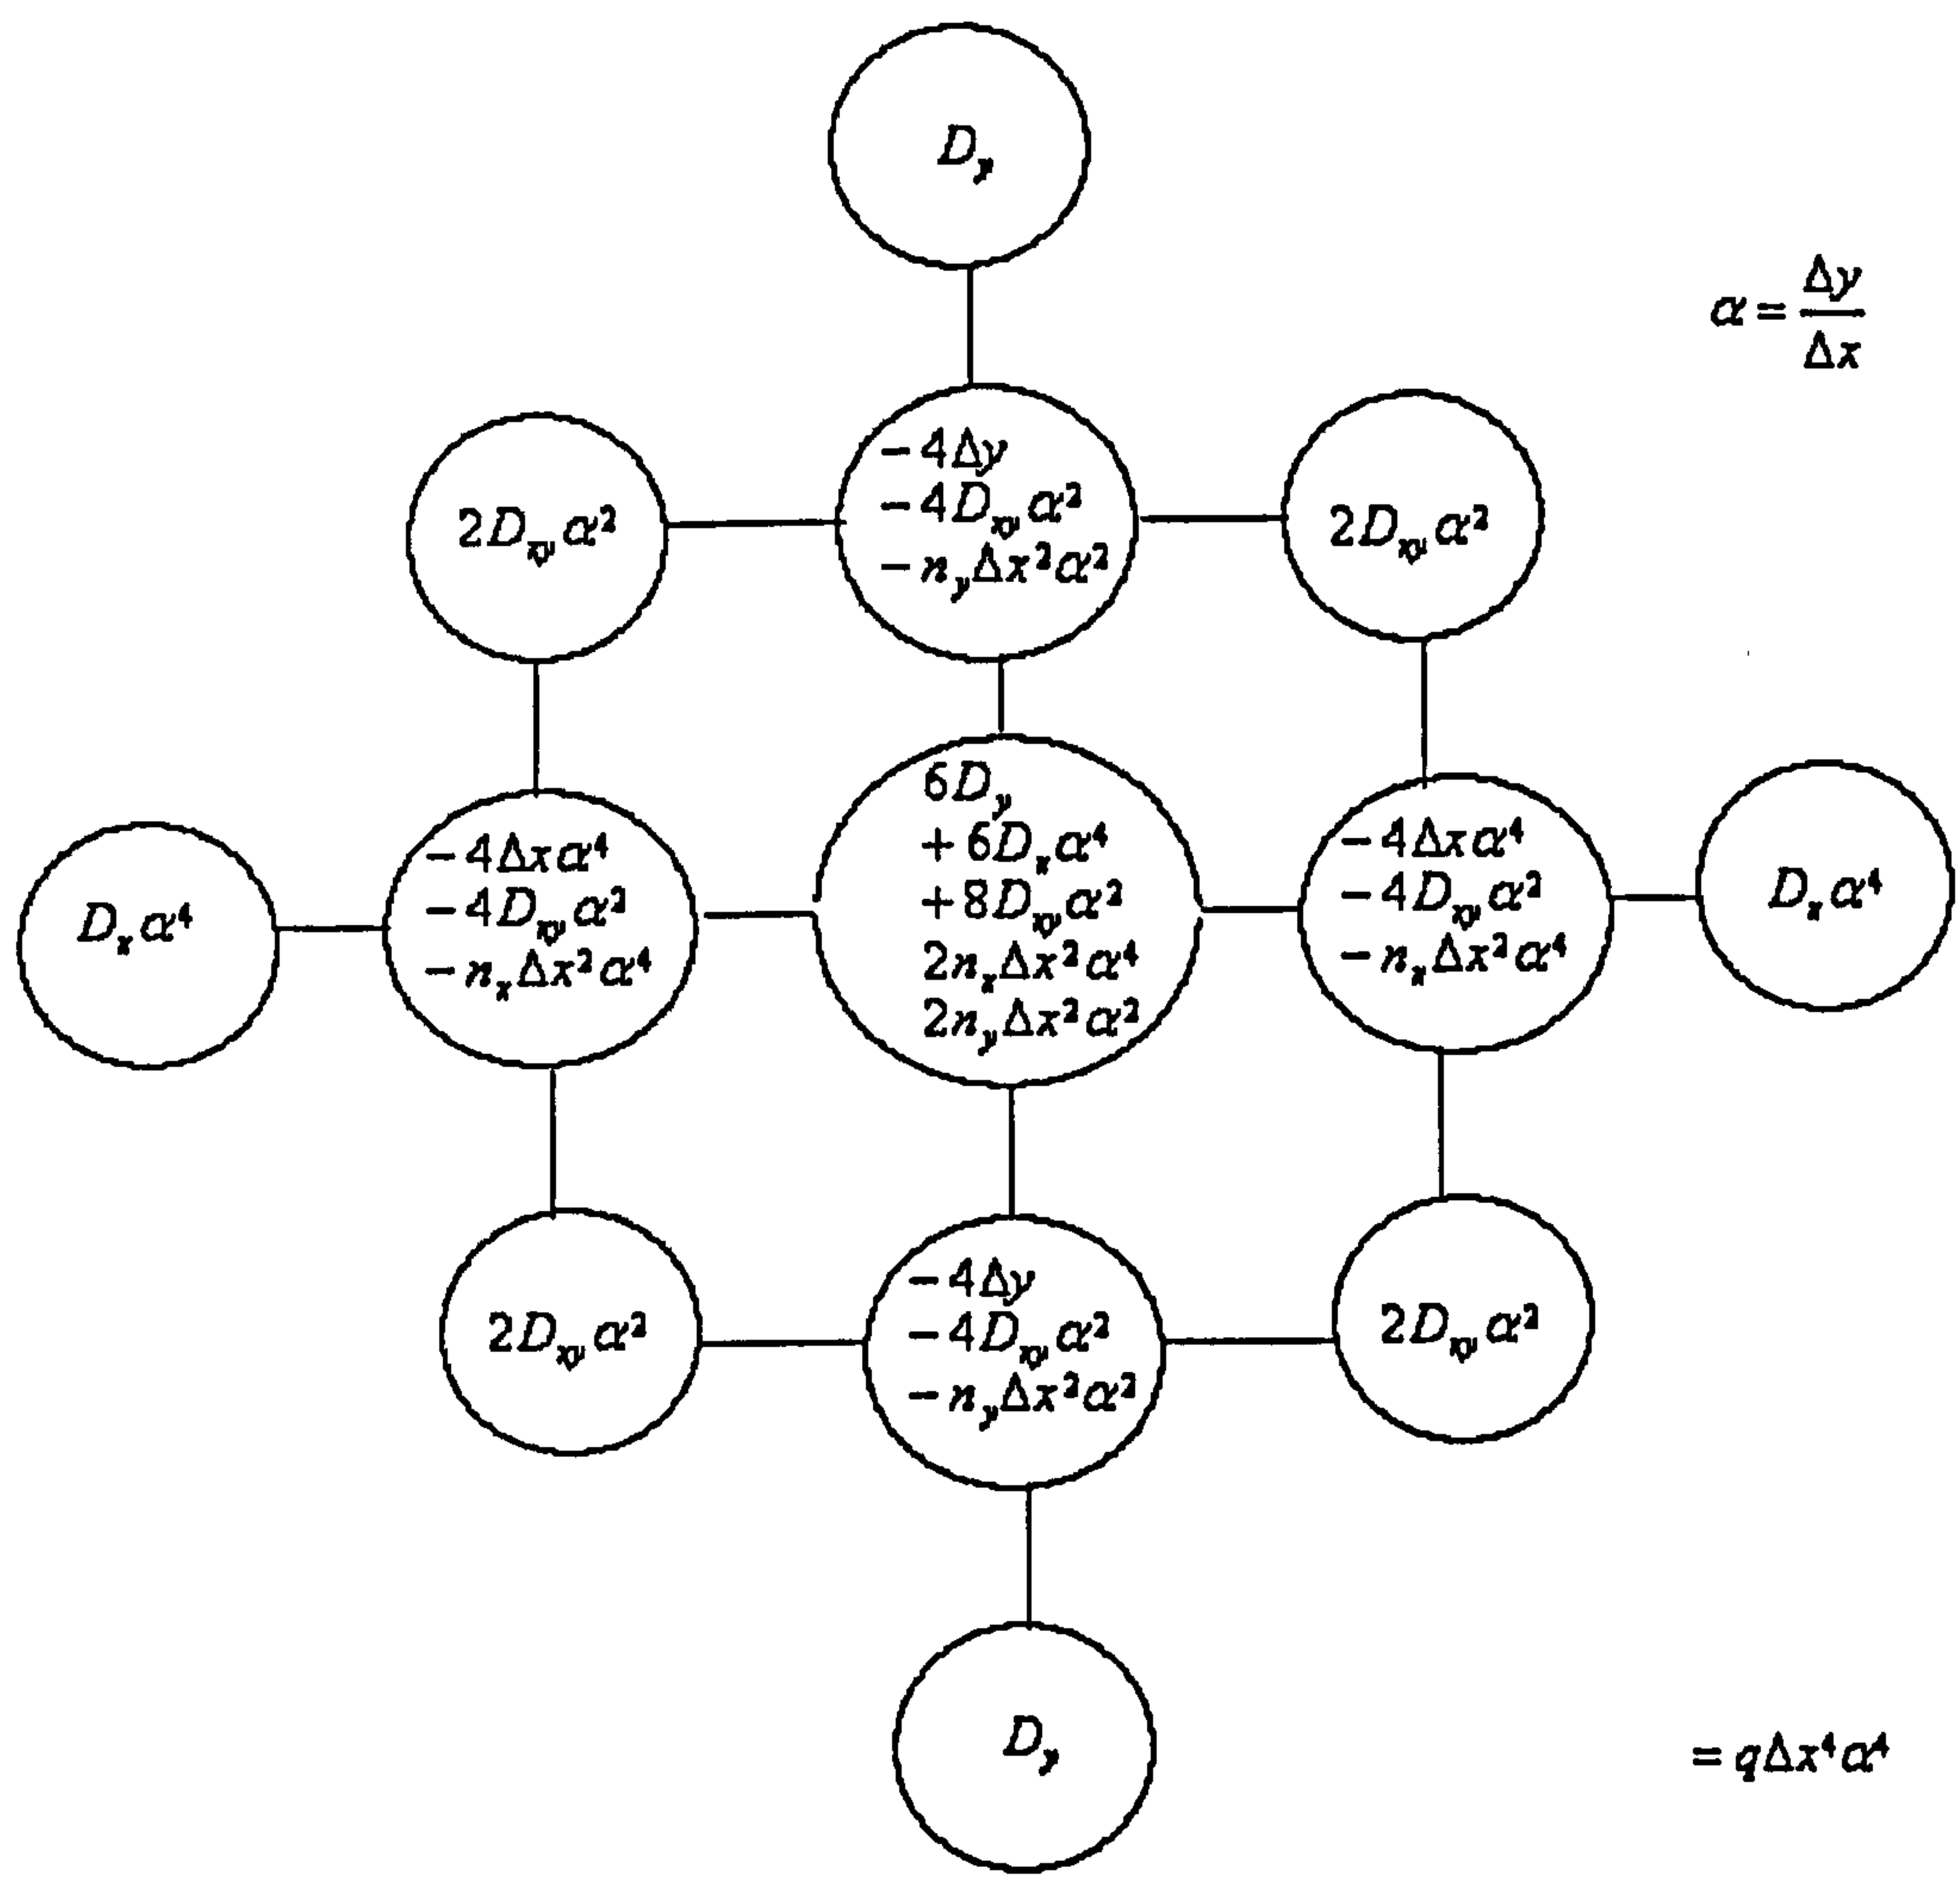 D_y
α = Δy / Δx
2D_xy α²
-4Δy
-4D_xy α²
-n_y Δx² α²
2D_xy α²
D_x α⁴
-4Δx α⁴
-4D_xy α²
-n_x Δx² α⁴
6D_y
+6D_x α⁴
+8D_xy α²
2n_x Δx² α⁴
2n_y Δx² α²
-4Δx α⁴
-4D_xy α²
-n_x Δx² α⁴
D_x α⁴
2D_xy α²
-4Δy
-4D_xy α²
-n_y Δx² α²
2D_xy α²
D_y
= qΔx⁴ α⁴